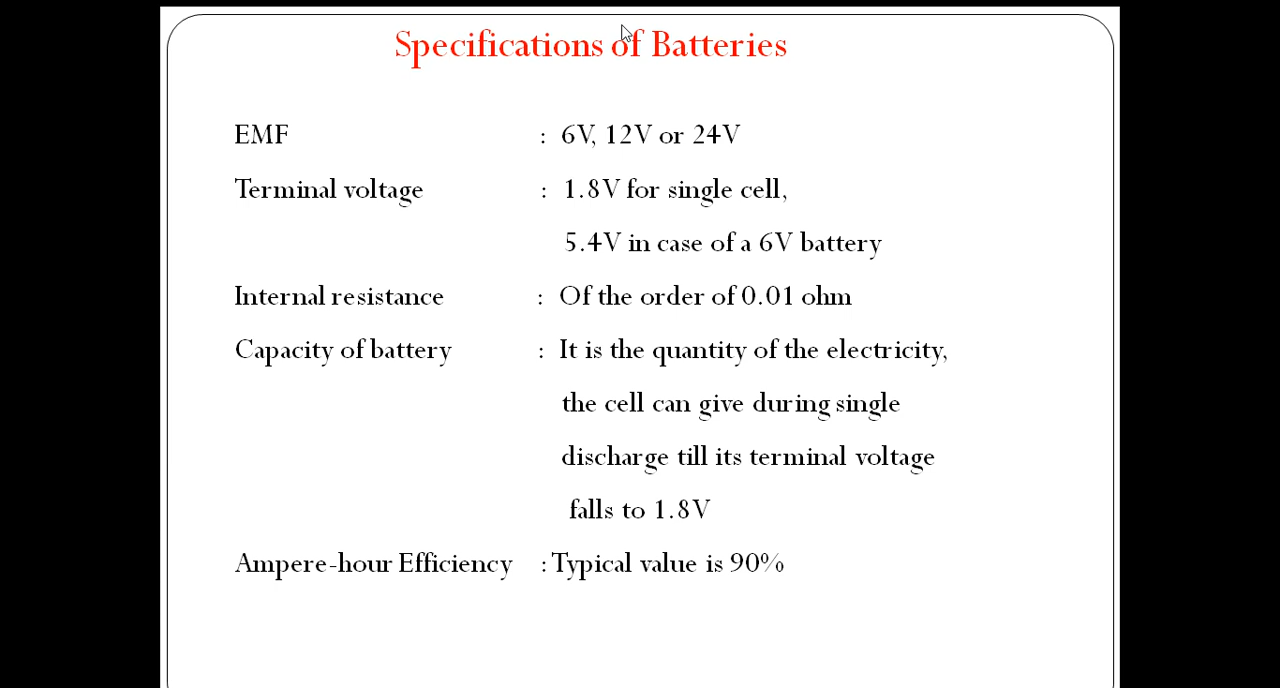 Specifications of Batteries
EMF : 6V, 12V or 24V
Terminal voltage : 1.8V for single cell,
5.4V in case of a 6V battery
Internal resistance : Of the order of 0.01 ohm
Capacity of battery : It is the quantity of the electricity,
the cell can give during single
discharge till its terminal voltage
falls to 1.8V
Ampere-hour Efficiency : Typical value is 90%